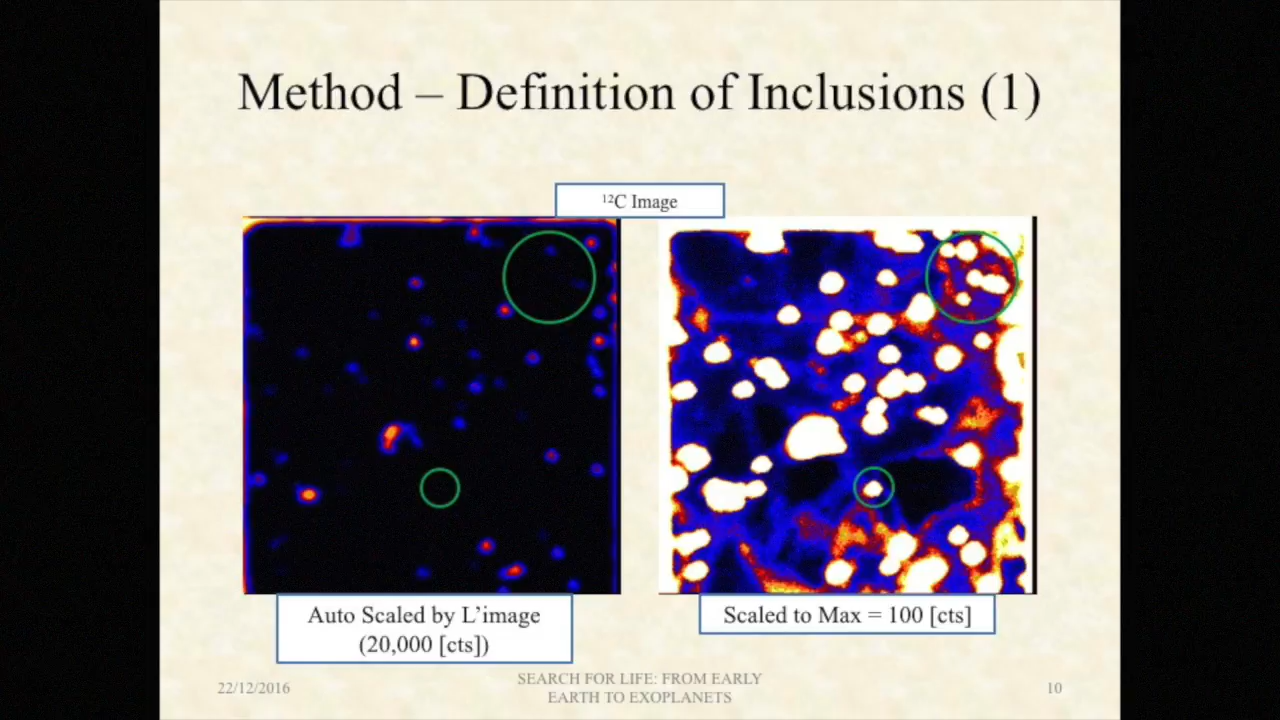 Method – Definition of Inclusions (1)
¹²C Image
Auto Scaled by L’image
(20,000 [cts])
Scaled to Max = 100 [cts]
22/12/2016
SEARCH FOR LIFE: FROM EARLY
EARTH TO EXOPLANETS
10